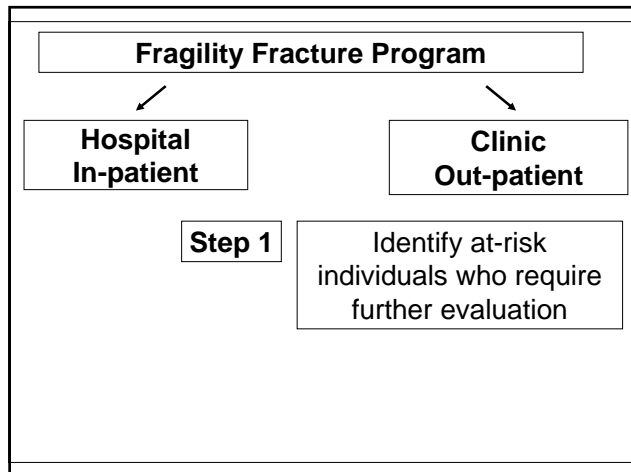 Fragility Fracture Program
Hospital
In-patient
Clinic
Out-patient
Step 1
Identify at-risk
individuals who require
further evaluation